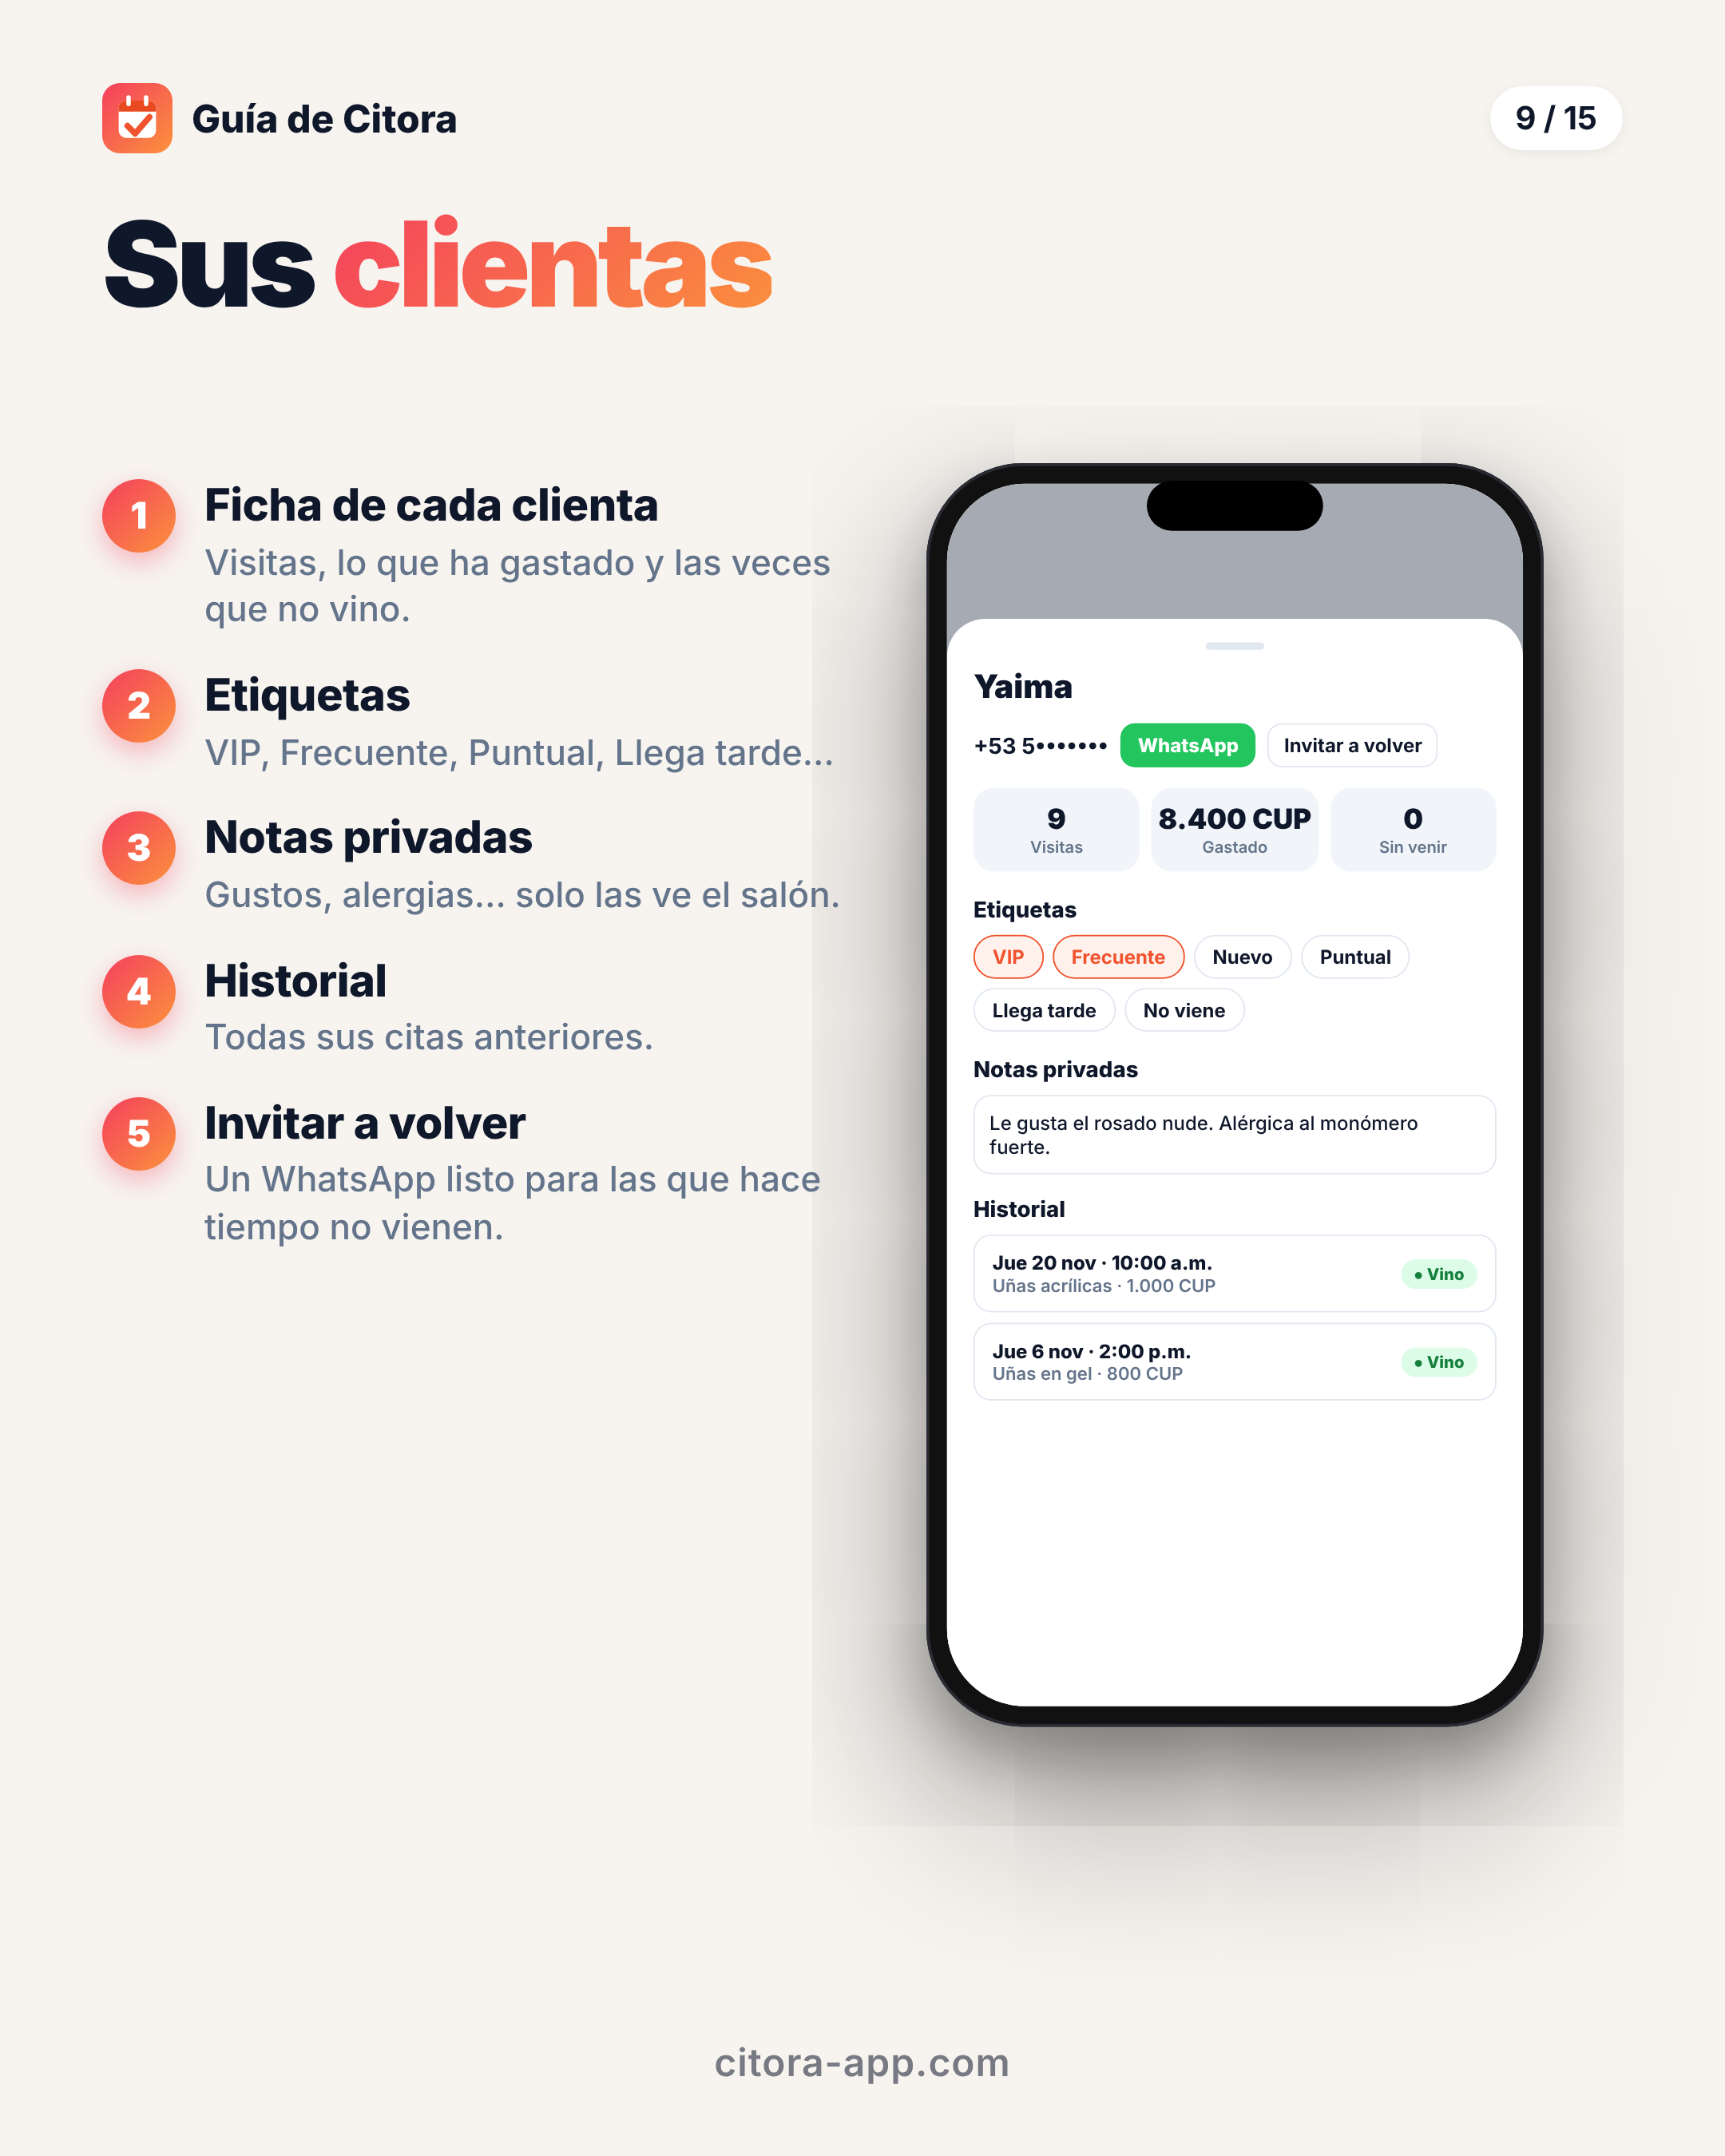 Guía de Citora
9 / 15
Sus clientas
1
Ficha de cada clienta
Visitas, lo que ha gastado y las veces
que no vino.
2
Etiquetas
VIP, Frecuente, Puntual, Llega tarde...
3
Notas privadas
Gustos, alergias... solo las ve el salón.
4
Historial
Todas sus citas anteriores.
5
Invitar a volver
Un WhatsApp listo para las que hace
tiempo no vienen.
Yaima
+53 5••••••• WhatsApp Invitar a volver
9 8.400 CUP 0
Visitas Gastado Sin venir
Etiquetas
VIP Frecuente Nuevo Puntual
Llega tarde No viene
Notas privadas
Le gusta el rosado nude. Alérgica al monómero
fuerte.
Historial
Jue 20 nov · 10:00 a.m.
Uñas acrílicas · 1.000 CUP
• Vino
Jue 6 nov · 2:00 p.m.
Uñas en gel · 800 CUP
• Vino
citora-app.com